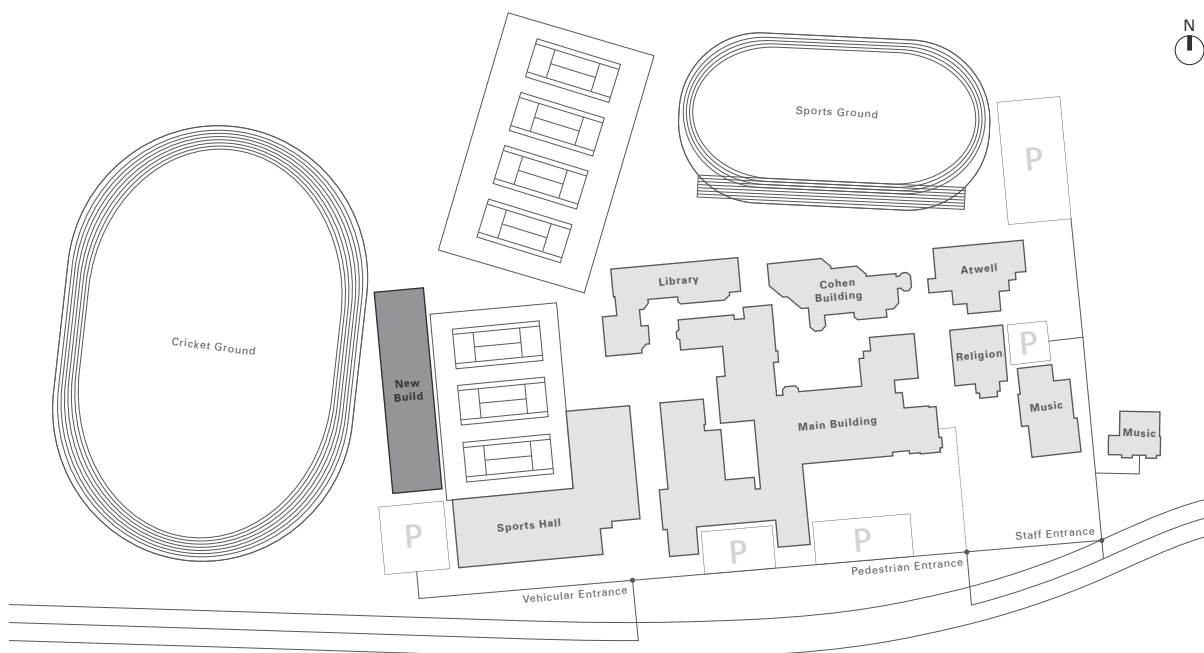 N
Sports Ground
P
Atwell
Library
Cohen
Building
Cricket Ground
P
Religion
New
Build
Music
Main Building
Music
Sports Hall
P
P
P
Staff Entrance
Pedestrian Entrance
Vehicular Entrance